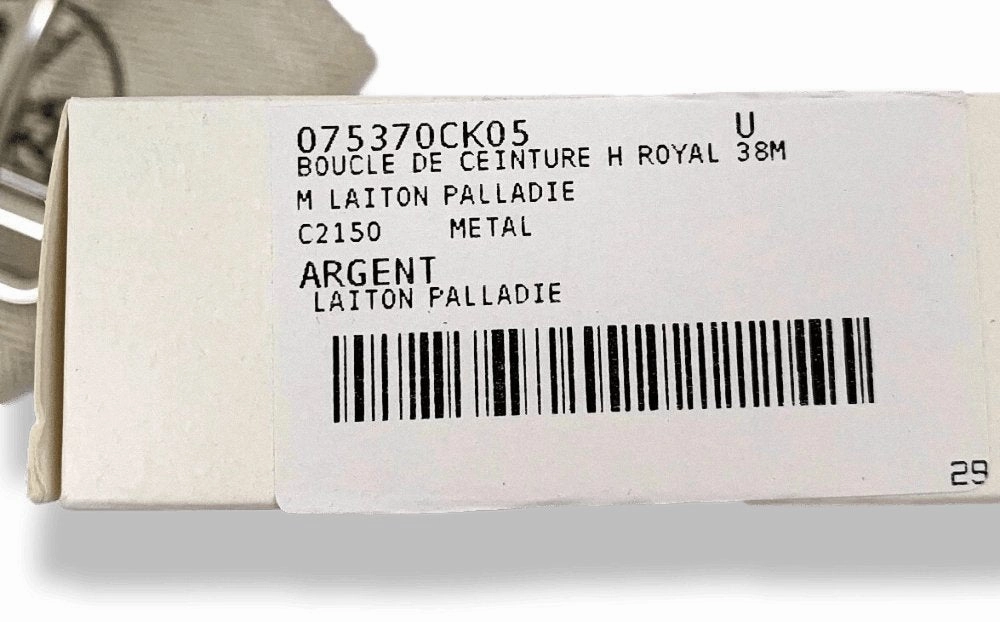 075370CK05 U
BOUCLE DE CEINTURE H ROYAL 38M
M LAITON PALLADIE
C2150 METAL
ARGENT
LAITON PALLADIE
29